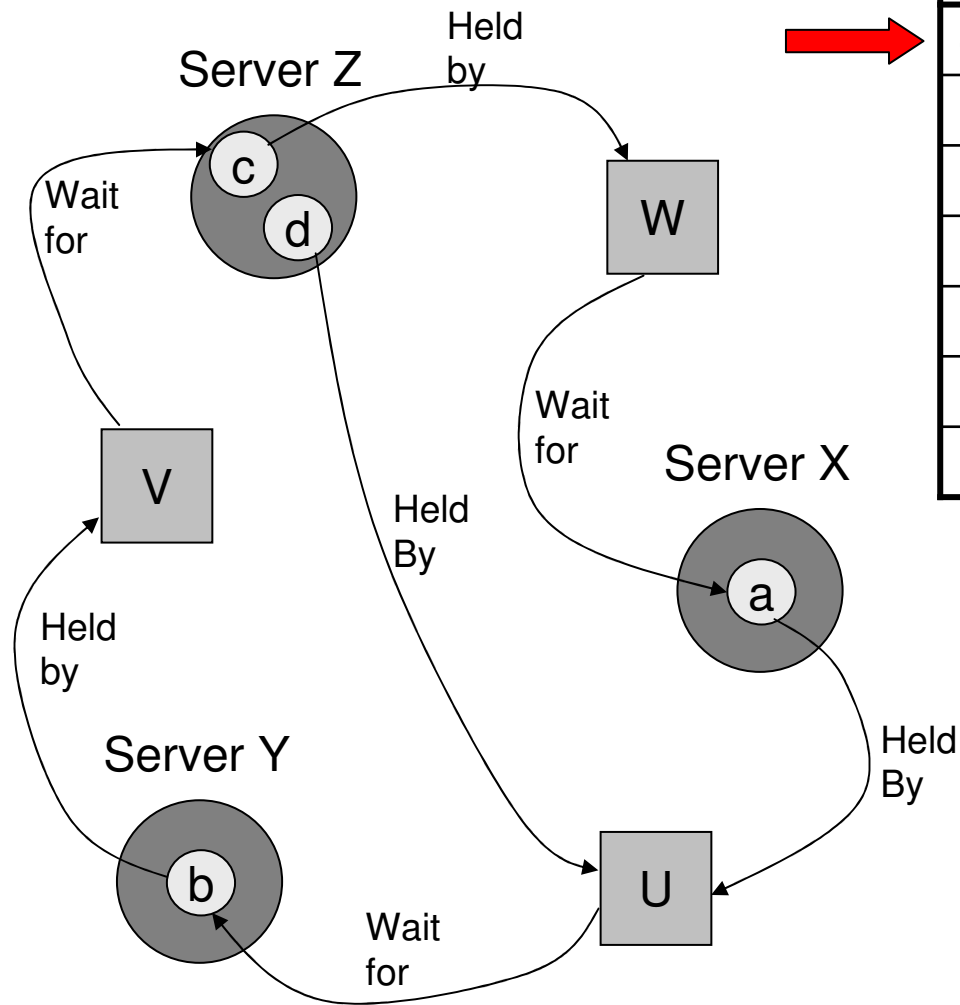 Held
by
Server Z
c
Wait
for
W
d
Wait
for
Server X
V
Held
By
a
Held
by
Server Y
Held
By
b
U
Wait
for